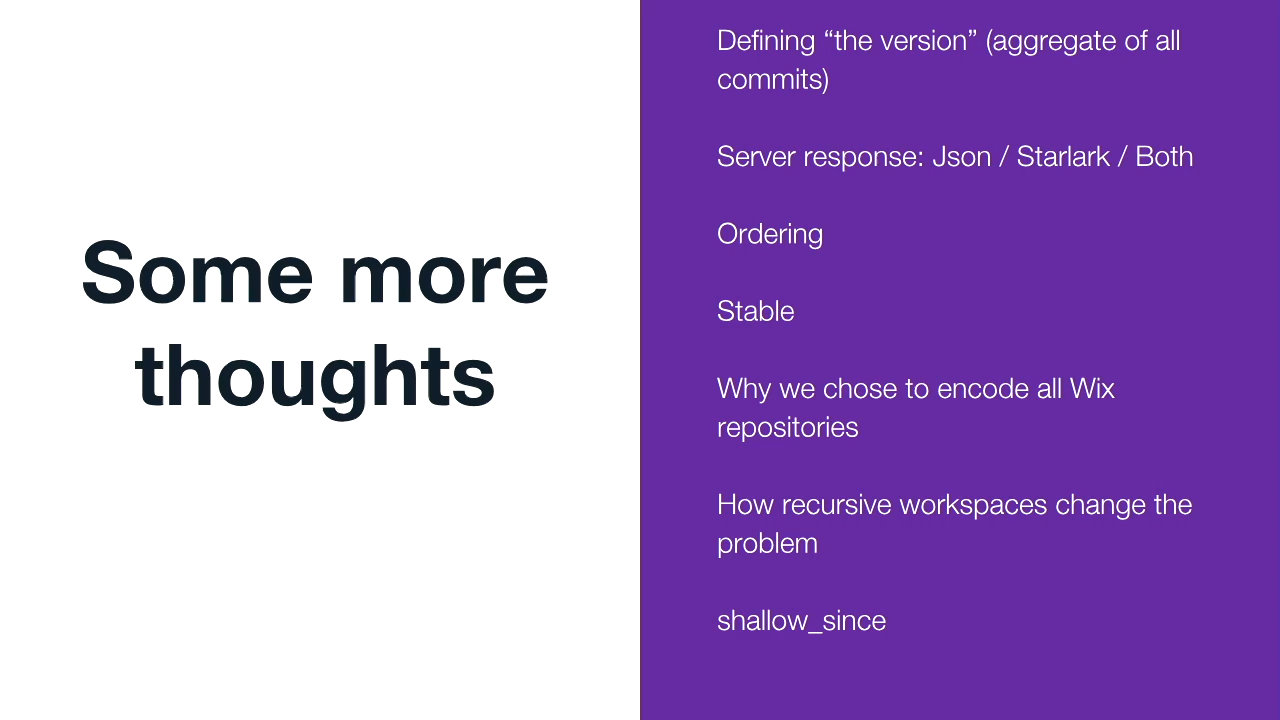 Some more
thoughts
Defining “the version” (aggregate of all
commits)
Server response: Json / Starlark / Both
Ordering
Stable
Why we chose to encode all Wix
repositories
How recursive workspaces change the
problem
shallow_since